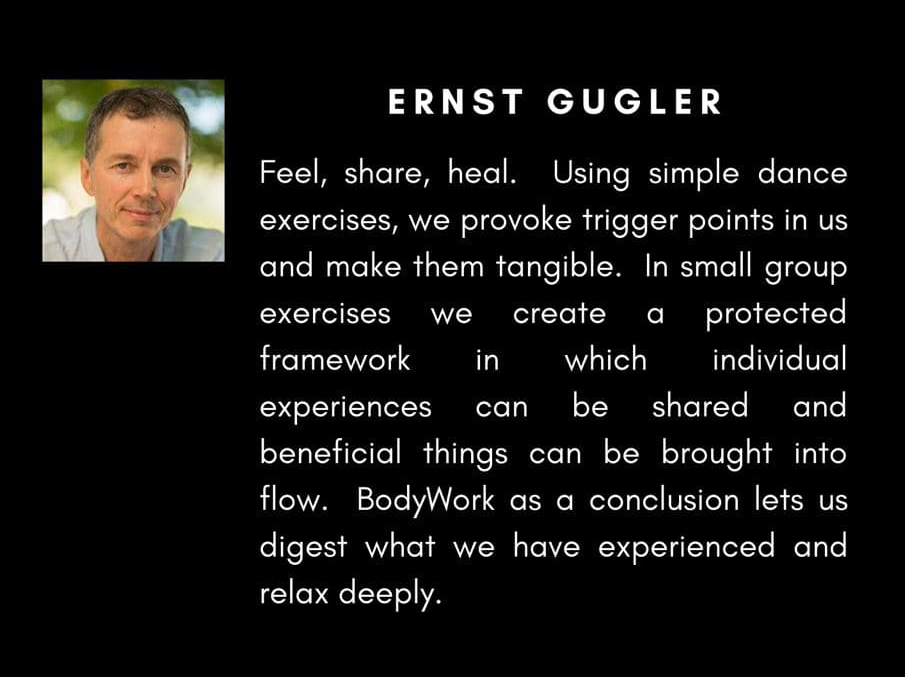 ERNST GUGLER
Feel, share, heal.  Using simple dance
exercises, we provoke trigger points in us
and make them tangible.  In small group
exercises we create a protected
framework in which individual
experiences can be shared and
beneficial things can be brought into
flow.  BodyWork as a conclusion lets us
digest what we have experienced and
relax deeply.